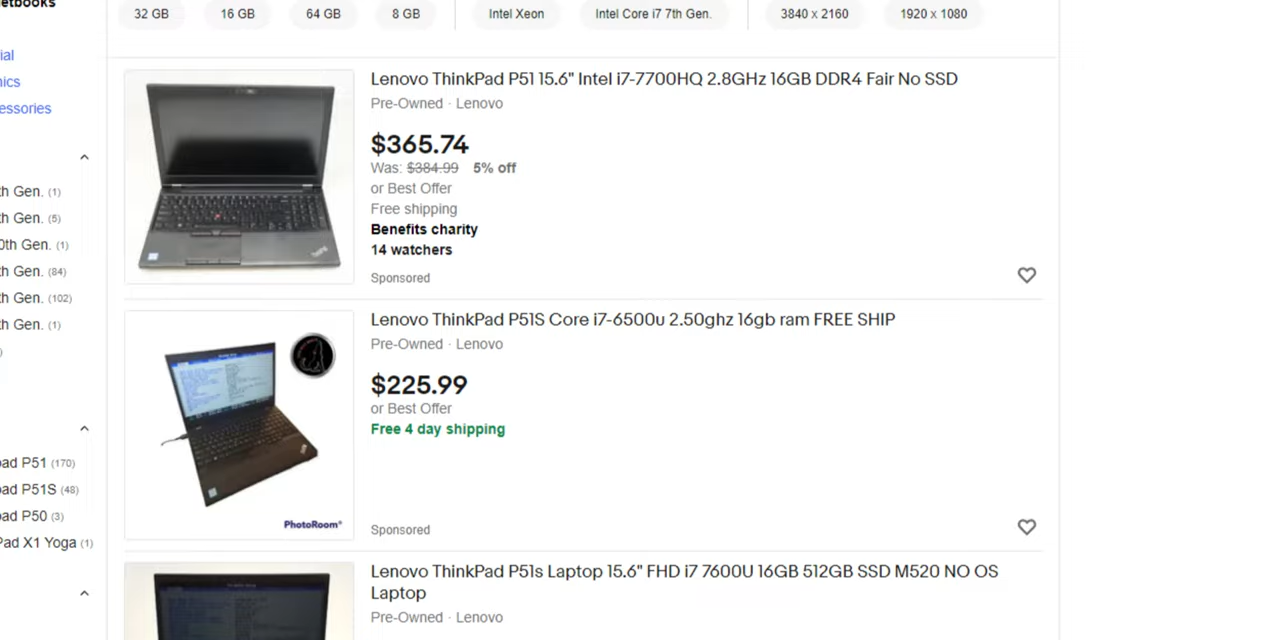 etbooks
32 GB
16 GB
64 GB
8 GB
Intel Xeon
Intel Core i7 7th Gen.
3840 x 2160
1920 x 1080
ial
nics
essories
th Gen. (1)
th Gen. (5)
0th Gen. (1)
th Gen. (84)
th Gen. (102)
th Gen. (1)
)
ad P51 (170)
ad P51S (48)
ad P50 (3)
Pad X1 Yoga (1)
Lenovo ThinkPad P51 15.6" Intel i7-7700HQ 2.8GHz 16GB DDR4 Fair No SSD
Pre-Owned · Lenovo
$365.74
Was: $384.99 5% off
or Best Offer
Free shipping
Benefits charity
14 watchers
Sponsored
Lenovo ThinkPad P51S Core i7-6500u 2.50ghz 16gb ram FREE SHIP
Pre-Owned · Lenovo
$225.99
or Best Offer
Free 4 day shipping
PhotoRoom
Sponsored
Lenovo ThinkPad P51s Laptop 15.6" FHD i7 7600U 16GB 512GB SSD M520 NO OS
Laptop
Pre-Owned · Lenovo